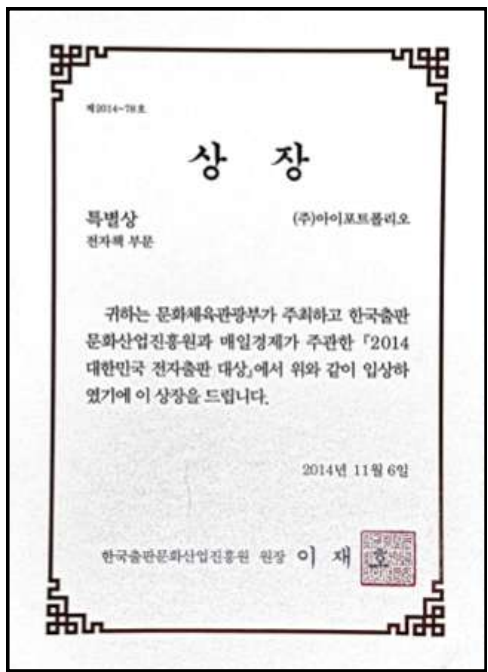 제2014-78호
상 장
특별상 (주)아이포트폴리오
전자책 부문
귀하는 문화체육관광부가 주최하고 한국출판
문화산업진흥원과 매일경제가 주관한 「2014
대한민국 전자출판 대상」에서 위와 같이 입상하
였기에 이 상장을 드립니다.
2014년 11월 6일
한국출판문화산업진흥원 원장 이 재 호